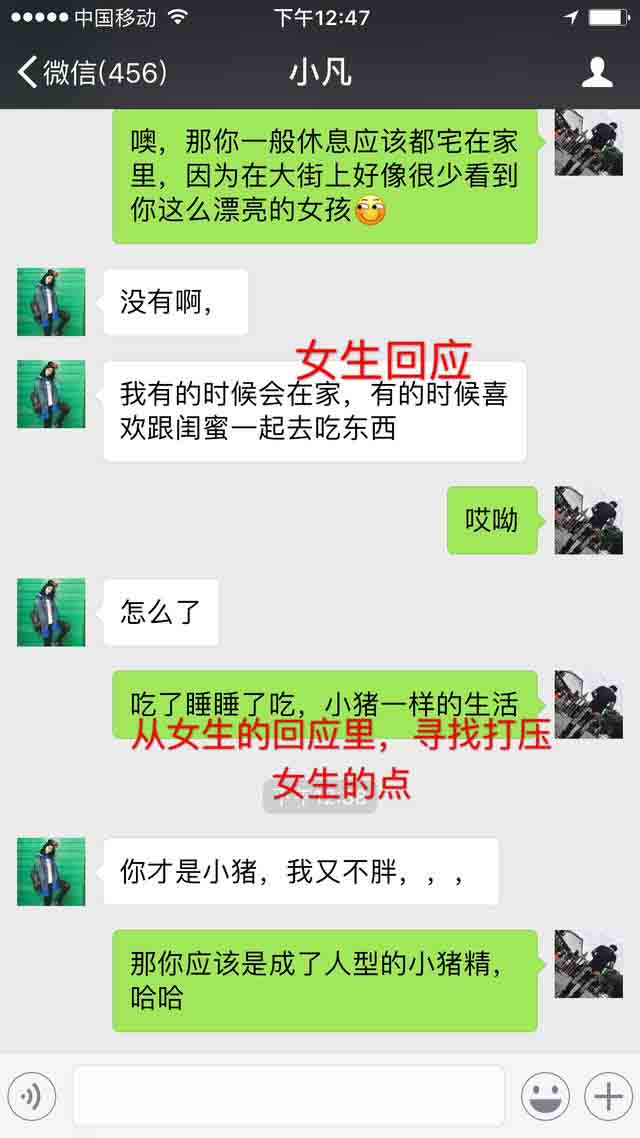 中国移动
下午12:47
微信(456)
小凡
噢，那你一般休息应该都宅在家
里，因为在大街上好像很少看到
你这么漂亮的女孩
没有啊，
女生回应
我有的时候会在家，有的时候喜
欢跟闺蜜一起去吃东西
哎呦
怎么了
吃了睡睡了吃，小猪一样的生活
从女生的回应里，寻找打压
女生的点
你才是小猪，我又不胖，，，
那你应该是成了人型的小猪精，
哈哈